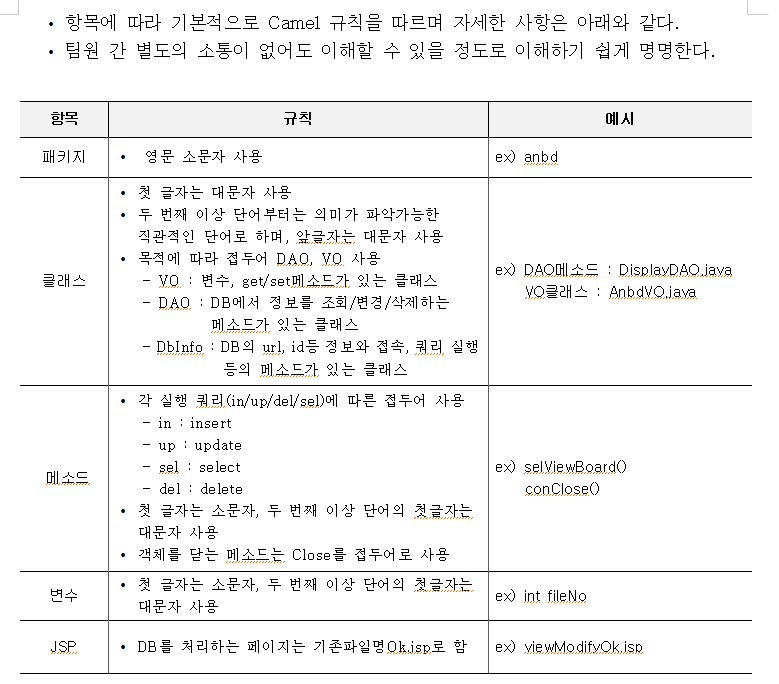 • 항목에 따라 기본적으로 Camel 규칙을 따르며 자세한 사항은 아래와 같다.
• 팀원 간 별도의 소통이 없어도 이해할 수 있을 정도로 이해하기 쉽게 명명한다.
항목 규칙 예시
패키지 • 영문 소문자 사용 ex) anbd
클래스
• 첫 글자는 대문자 사용
• 두 번째 이상 단어부터는 의미가 파악가능한
직관적인 단어로 하며, 앞글자는 대문자 사용
• 목적에 따라 접두어 DAO, VO 사용
- VO : 변수, get/set메소드가 있는 클래스
- DAO : DB에서 정보를 조회/변경/삭제하는
메소드가 있는 클래스
- DbInfo : DB의 url, id등 정보와 접속, 쿼리 실행
등의 메소드가 있는 클래스
ex) DAO메소드 : DisplayDAO.java
VO클래스 : AnbdVO.java
메소드
• 각 실행 쿼리(in/up/del/sel)에 따른 접두어 사용
- in : insert
- up : update
- sel : select
- del : delete
• 첫 글자는 소문자, 두 번째 이상 단어의 첫글자는
대문자 사용
• 객체를 닫는 메소드는 Close를 접두어로 사용
ex) selViewBoard()
conClose()
변수
• 첫 글자는 소문자, 두 번째 이상 단어의 첫글자는
대문자 사용
ex) int fileNo
JSP • DB를 처리하는 페이지는 기존파일명Ok.jsp로 함 ex) viewModifyOk.jsp